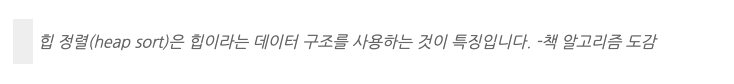 힙 정렬(heap sort)은 힙이라는 데이터 구조를 사용하는 것이 특징입니다. -책 알고리즘 도감